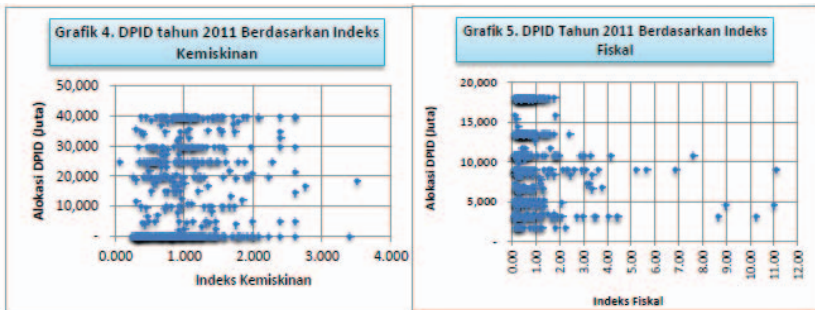 Grafik 4. DPID tahun 2011 Berdasarkan Indeks
Kemiskinan
Alokasi DPID (Juta)
50,000
40,000
30,000
20,000
10,000
-
0.000 1.000 2.000 3.000 4.000
Indeks Kemiskinan
Grafik 5. DPID Tahun 2011 Berdasarkan Indeks
Fiskal
Alokasi DPID (Juta)
20,000
15,000
10,000
5,000
-
0.00 1.00 2.00 3.00 4.00 5.00 6.00 7.00 8.00 9.00 10.00 11.00 12.00
Indeks Fiskal